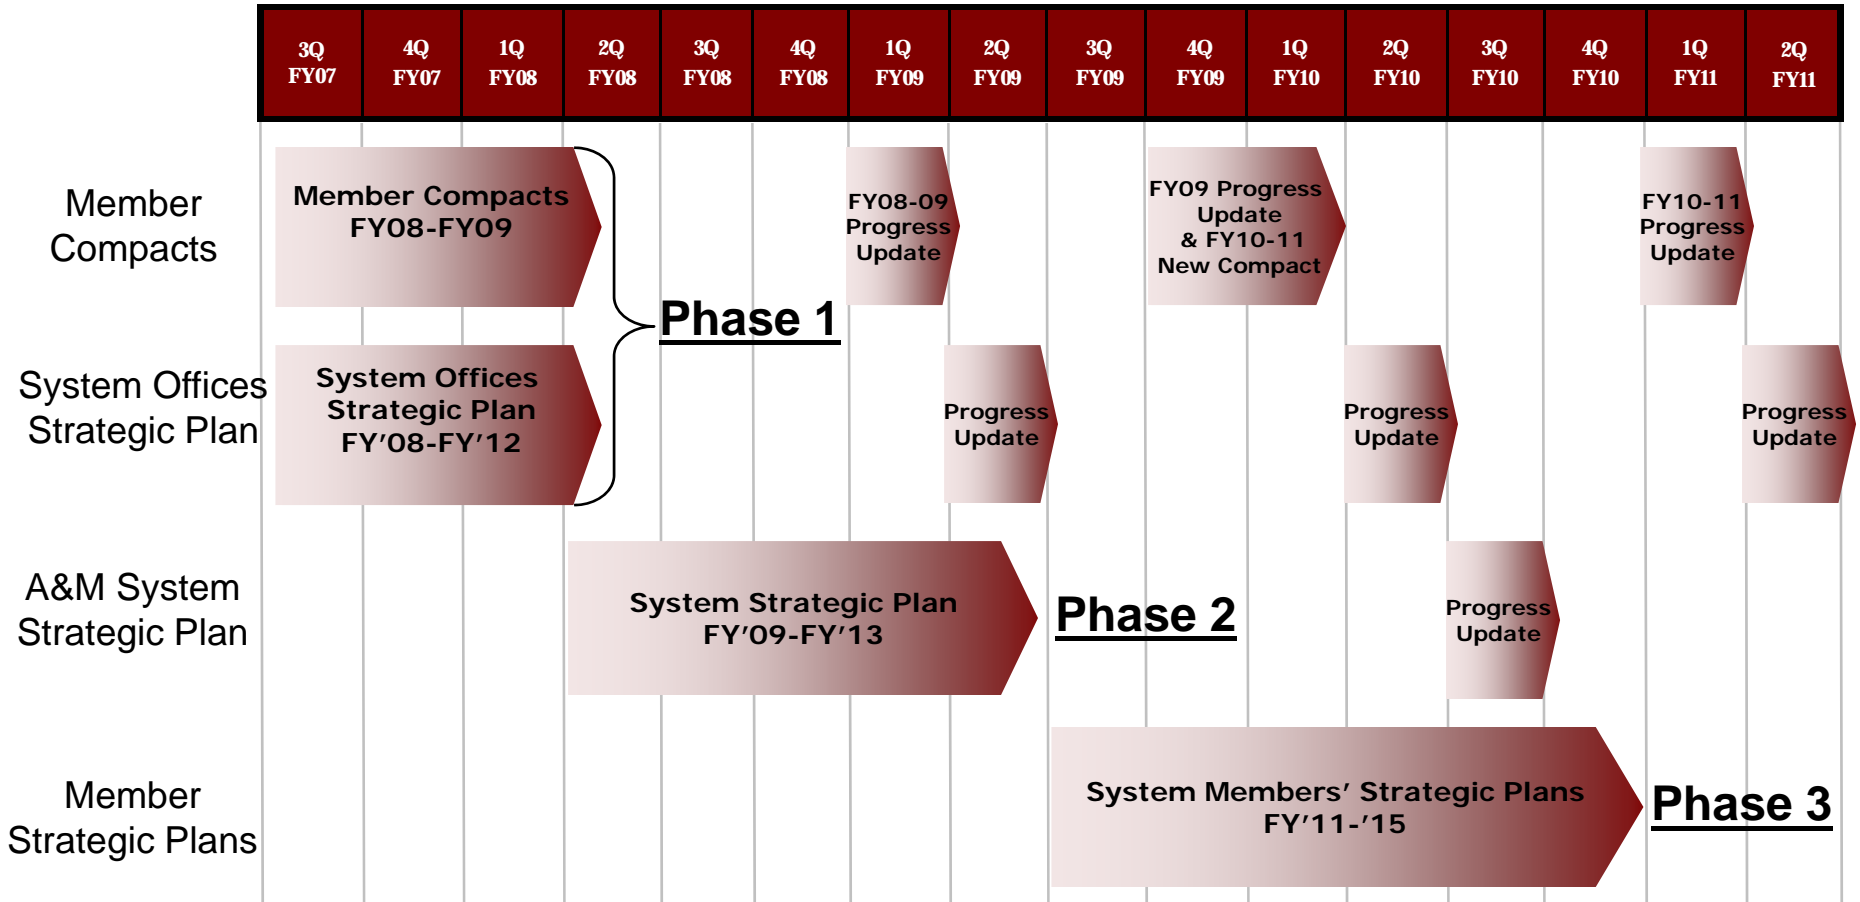 3Q
FY07
4Q
FY07
1Q
FY08
2Q
FY08
3Q
FY08
4Q
FY08
1Q
FY09
2Q
FY09
3Q
FY09
4Q
FY09
1Q
FY10
2Q
FY10
3Q
FY10
4Q
FY10
1Q
FY11
2Q
FY11
Member
Compacts
Member Compacts
FY08-FY09
FY08-09
Progress
Update
FY09 Progress
Update
& FY10-11
New Compact
FY10-11
Progress
Update
Phase 1
System Offices
Strategic Plan
System Offices
Strategic Plan
FY'08-FY'12
Progress
Update
Progress
Update
Progress
Update
A&M System
Strategic Plan
System Strategic Plan
FY'09-FY'13
Phase 2
Progress
Update
Member
Strategic Plans
System Members' Strategic Plans
FY'11-'15
Phase 3